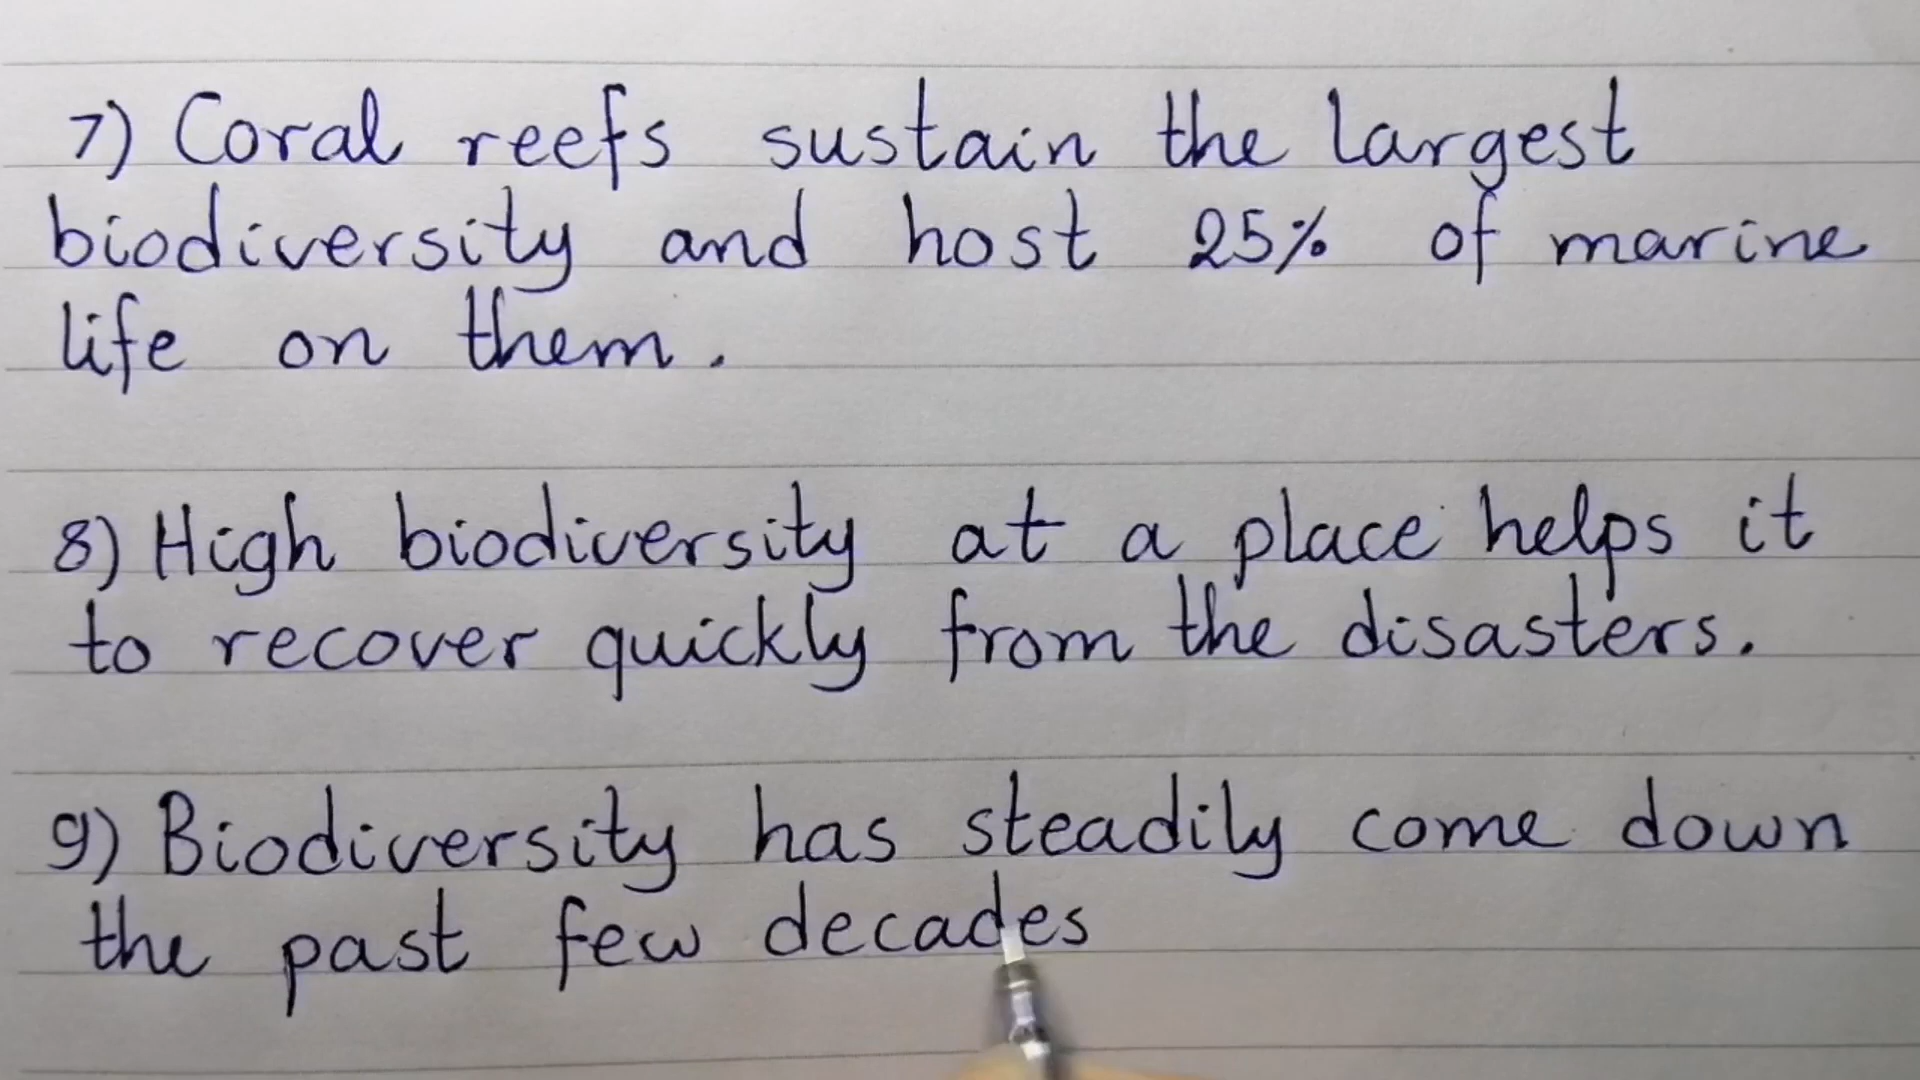 7) Coral reefs sustain the largest
biodiversity and host 25% of marine
life on them.
8) High biodiversity at a place helps it
to recover quickly from the disasters.
9) Biodiversity has steadily come down
the past few decades